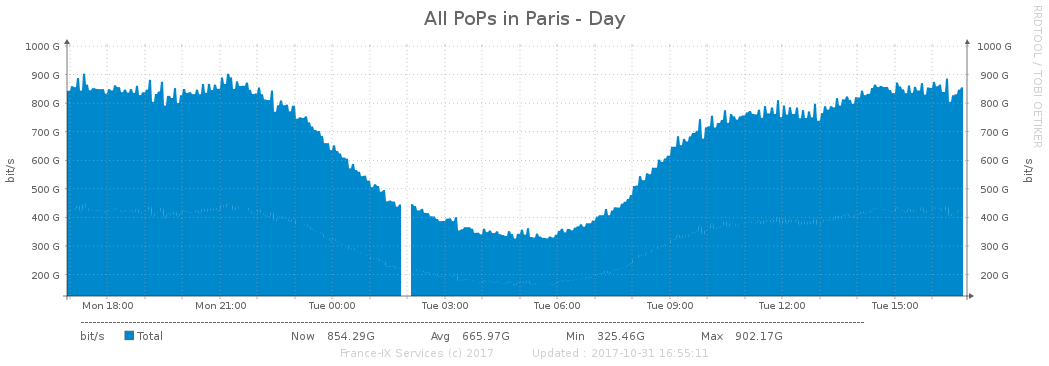 All PoPs in Paris - Day
RRDTOOL / TOBI OETIKER
1000 G 1000 G
900 G 900 G
800 G 800 G
700 G 700 G
600 G 600 G
500 G 500 G
400 G 400 G
300 G 300 G
200 G 200 G
bit/s bit/s
Mon 18:00 Mon 21:00 Tue 00:00 Tue 03:00 Tue 06:00 Tue 09:00 Tue 12:00 Tue 15:00
bit/s Total Now 854.29G Avg 665.97G Min 325.46G Max 902.17G
France-IX Services (c) 2017 Updated : 2017-10-31 16:55:11